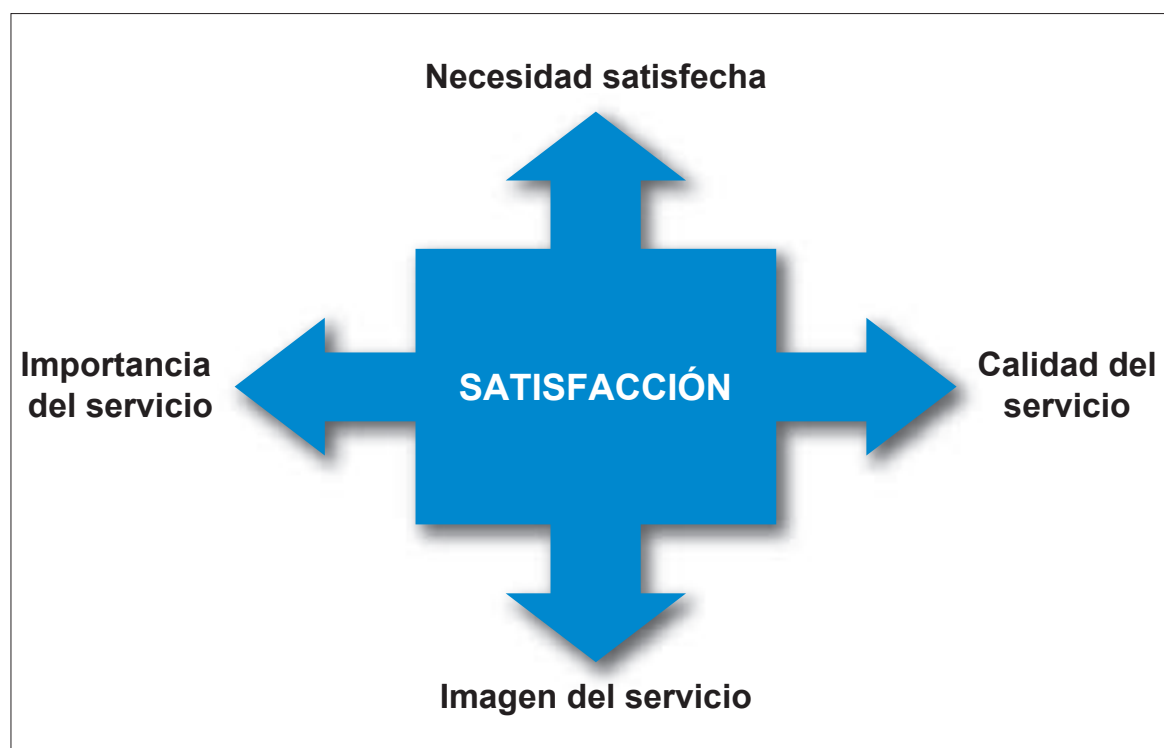 Necesidad satisfecha
Importancia
del servicio
SATISFACCIÓN
Calidad del
servicio
Imagen del servicio